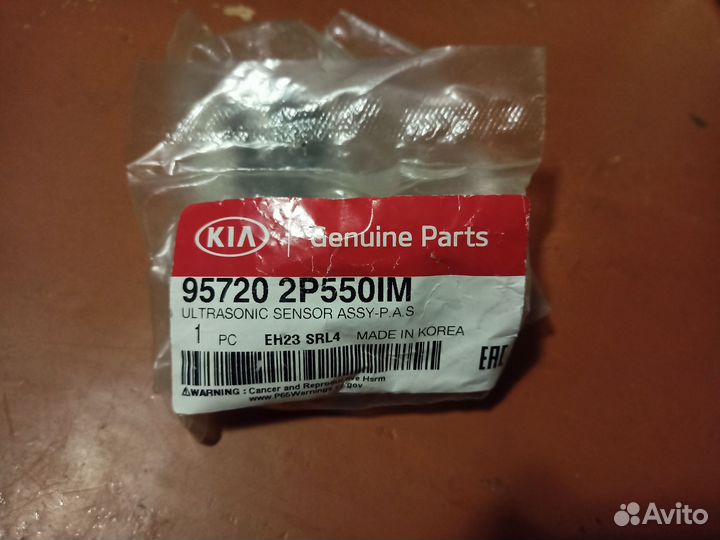 KIA Genuine Parts
95720 2P550IM
ULTRASONIC SENSOR ASSY-P.A.S
1 PC EH23 SRL4 MADE IN KOREA
EAC
⚠WARNING : Cancer and Reproductive Harm
www.P65Warnings.ca.gov
Avito